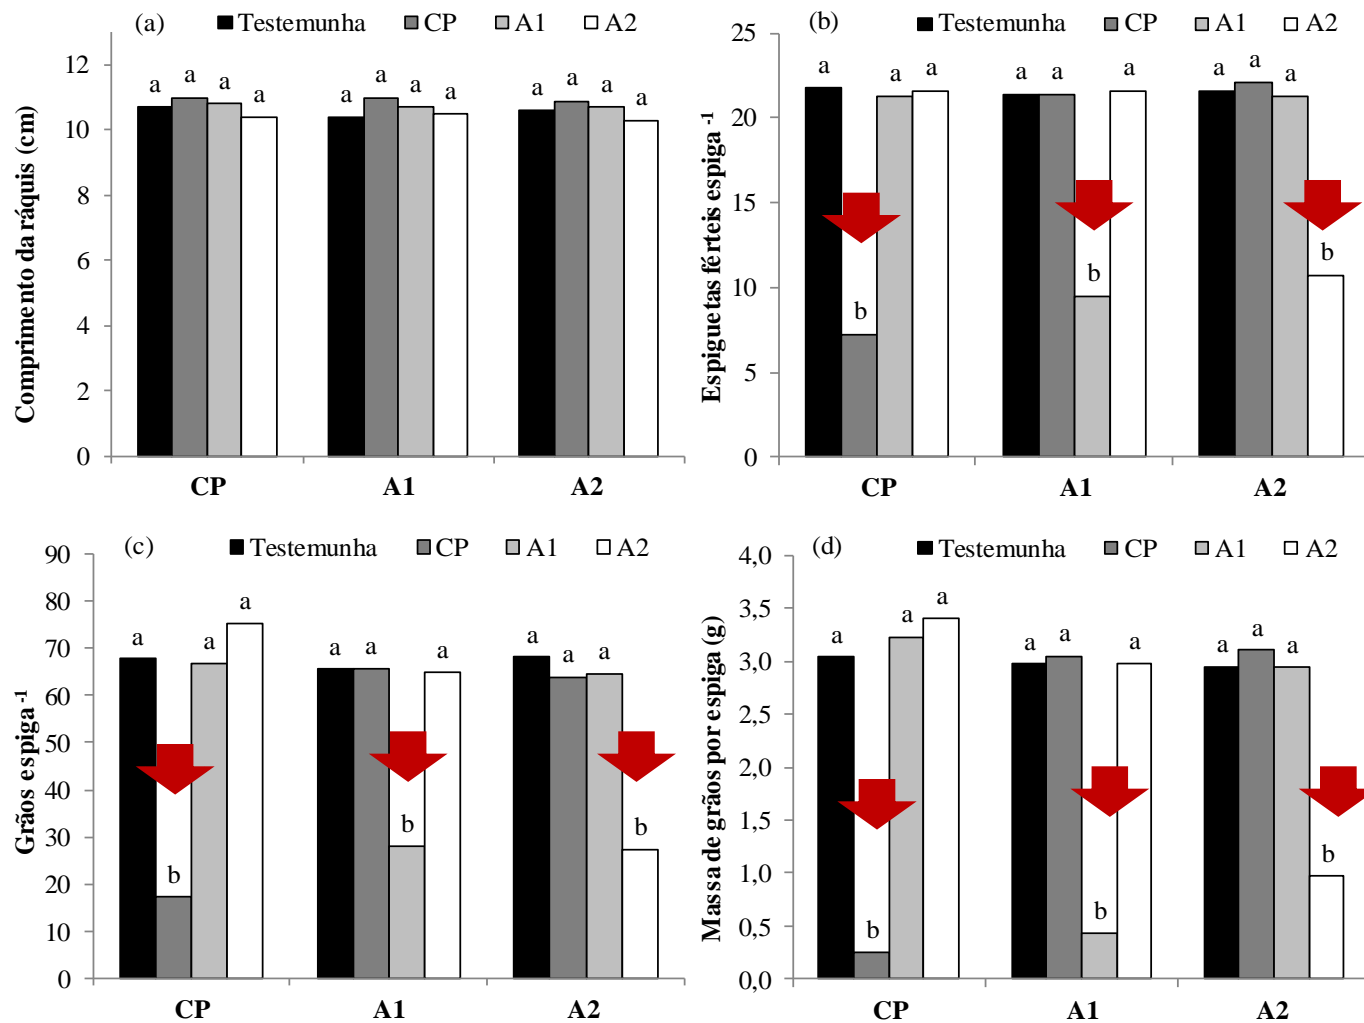 (a) Testemunha CP A1 A2
Comprimento da ráquis (cm)
12
10
8
6
4
2
0
a a a a
a a a a
a a a a
CP A1 A2
(b) Testemunha CP A1 A2
Espiguetas férteis espiga -1
25
20
15
10
5
0
a b a a
a a b a
a a a b
CP A1 A2
(c) Testemunha CP A1 A2
Grãos espiga -1
90
80
70
60
50
40
30
20
10
0
a b a a
a a b a
a a a b
CP A1 A2
(d) Testemunha CP A1 A2
Massa de grãos por espiga (g)
4,0
3,5
3,0
2,5
2,0
1,5
1,0
0,5
0,0
a b a a
a a b a
a a a b
CP A1 A2